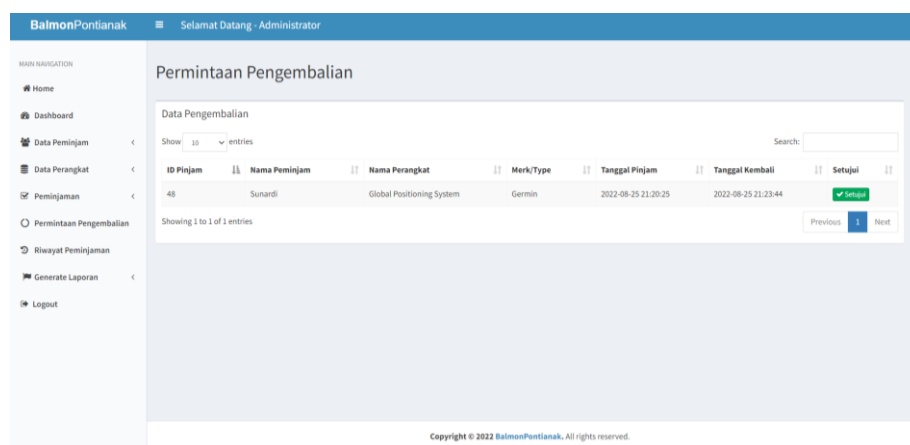 BalmonPontianak
Selamat Datang - Administrator
MAIN NAVIGATION
Home
Dashboard
Data Peminjam
Data Perangkat
Peminjaman
Permintaan Pengembalian
Riwayat Peminjaman
Generate Laporan
Logout
Permintaan Pengembalian
Data Pengembalian
Show 10 entries
Search:
ID Pinjam Nama Peminjam Nama Perangkat Merk/Type Tanggal Pinjam Tanggal Kembali Setujui
48 Sunardi Global Positioning System Germin 2022-08-25 21:20:25 2022-08-25 21:23:44 Setujui
Showing 1 to 1 of 1 entries
Previous 1 Next
Copyright © 2022 BalmonPontianak. All rights reserved.